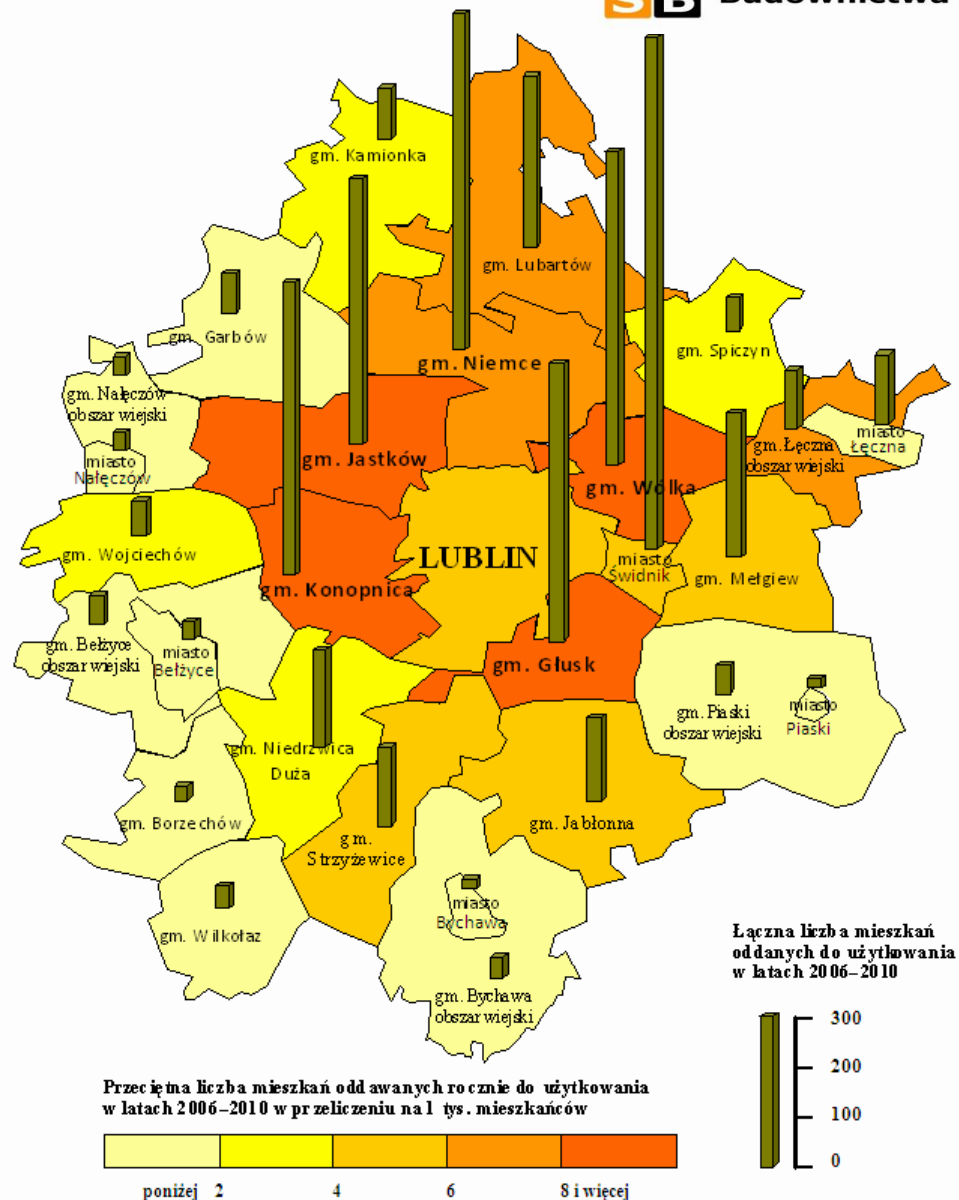 SB Budownictwa
gm. Kamionka
gm. Lubartów
gm. Garbów
gm. Niemce
gm. Spiczyn
gm. Nałęczów
obszar wiejski
miasto
Nałęczów
gm. Jastków
gm. Łęczna
obszar wiejski
miasto
Łęczna
gm. Wólka
gm. Wojciechów
LUBLIN
miasto
Świdnik
gm. Mełgiew
gm. Konopnica
gm. Bełżyce
obszar wiejski
miasto
Bełżyce
gm. Głusk
gm. Piaski
obszar wiejski
miasto
Piaski
gm. Niedrzwica
Duża
gm. Borzechów
gm.
Strzyżewice
gm. Jabłonna
gm. Wilkołaz
miasto
Bychawa
gm. Bychawa
obszar wiejski
Łączna liczba mieszkań
oddanych do użytkowania
w latach 2006–2010
300
200
100
0
Przeciętna liczba mieszkań oddawanych rocznie do użytkowania
w latach 2006–2010 w przeliczeniu na 1 tys. mieszkańców
poniżej 2 4 6 8 i więcej